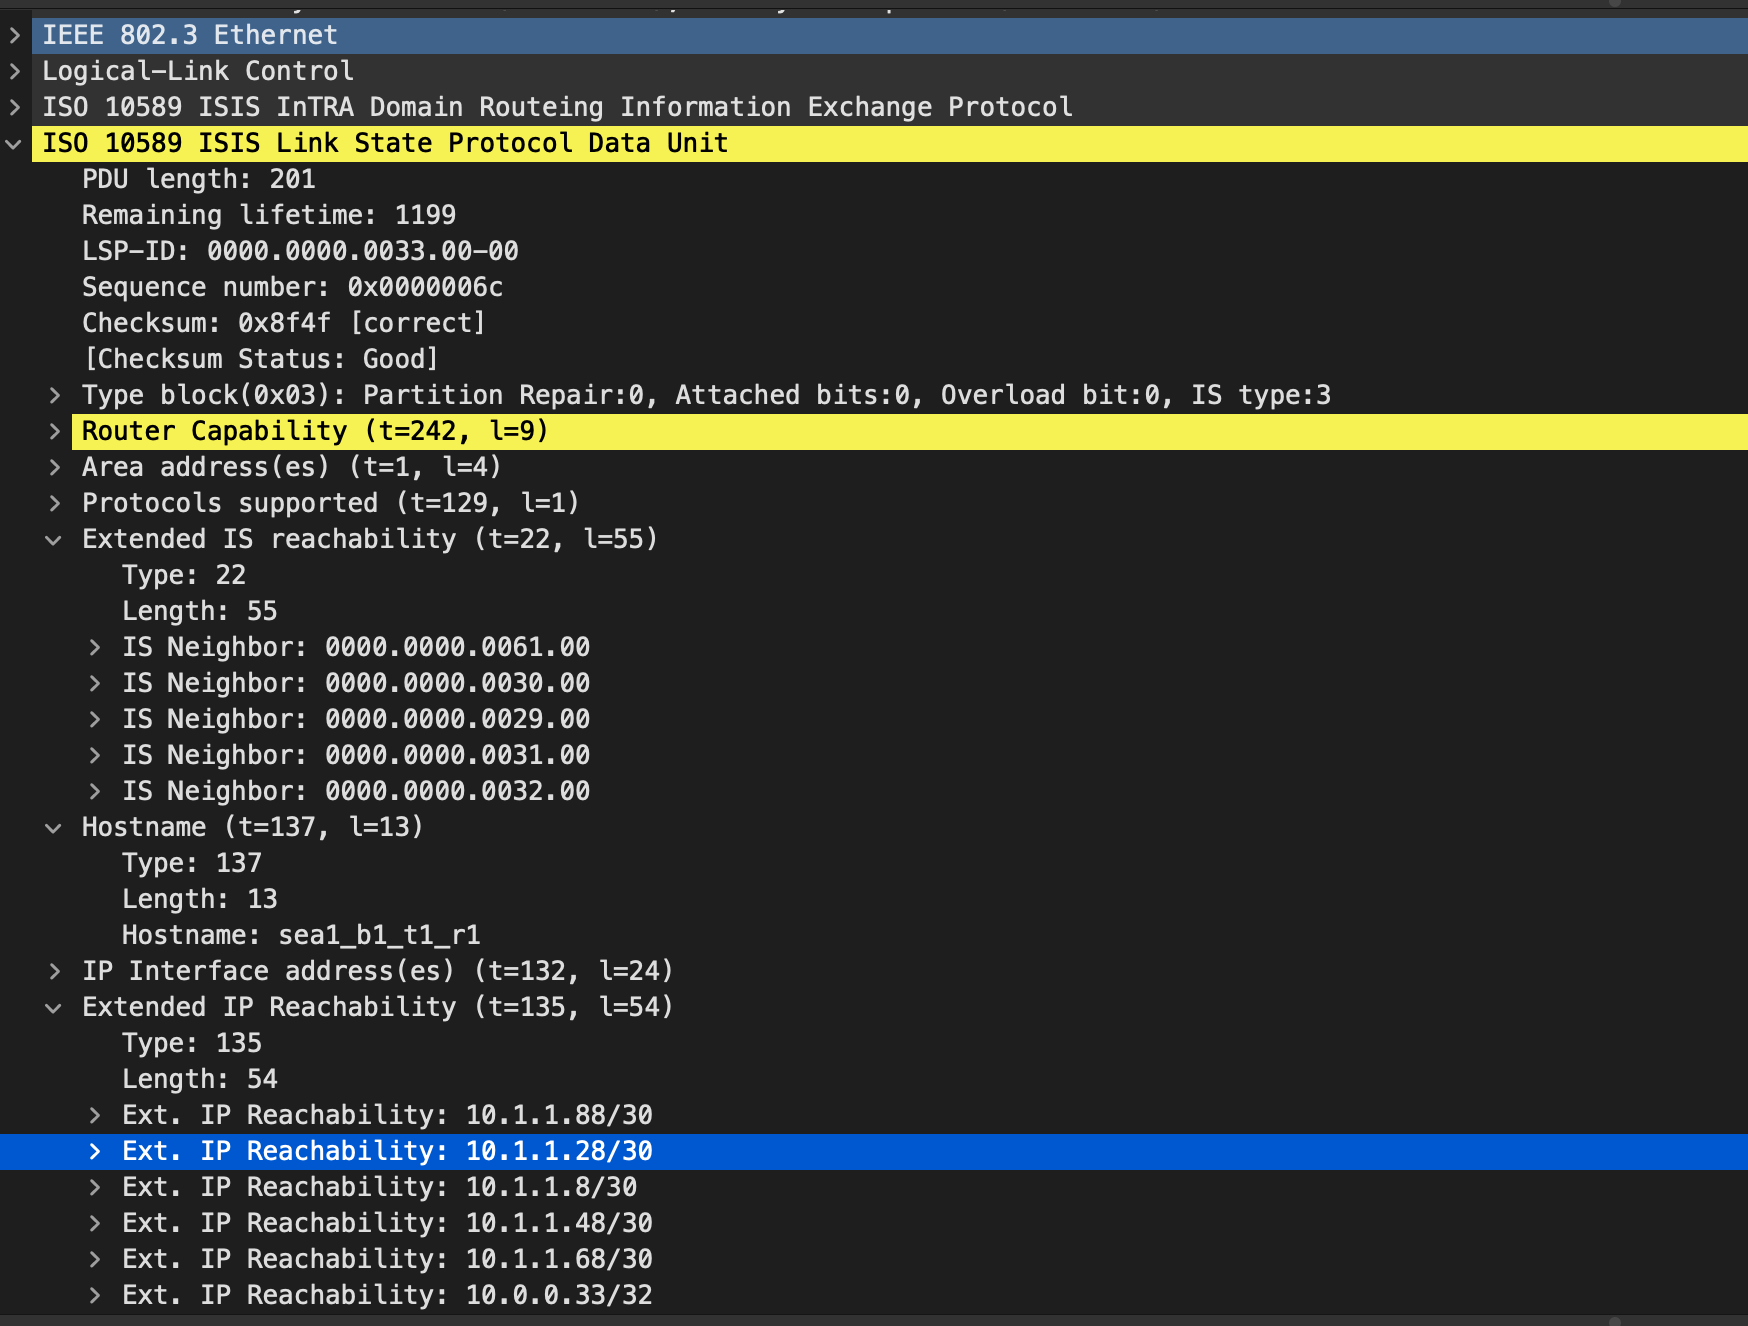 IEEE 802.3 Ethernet
Logical-Link Control
ISO 10589 ISIS InTRA Domain Routeing Information Exchange Protocol
ISO 10589 ISIS Link State Protocol Data Unit
PDU length: 201
Remaining lifetime: 1199
LSP-ID: 0000.0000.0033.00-00
Sequence number: 0x0000006c
Checksum: 0x8f4f [correct]
[Checksum Status: Good]
Type block(0x03): Partition Repair:0, Attached bits:0, Overload bit:0, IS type:3
Router Capability (t=242, l=9)
Area address(es) (t=1, l=4)
Protocols supported (t=129, l=1)
Extended IS reachability (t=22, l=55)
Type: 22
Length: 55
IS Neighbor: 0000.0000.0061.00
IS Neighbor: 0000.0000.0030.00
IS Neighbor: 0000.0000.0029.00
IS Neighbor: 0000.0000.0031.00
IS Neighbor: 0000.0000.0032.00
Hostname (t=137, l=13)
Type: 137
Length: 13
Hostname: sea1_b1_t1_r1
IP Interface address(es) (t=132, l=24)
Extended IP Reachability (t=135, l=54)
Type: 135
Length: 54
Ext. IP Reachability: 10.1.1.88/30
Ext. IP Reachability: 10.1.1.28/30
Ext. IP Reachability: 10.1.1.8/30
Ext. IP Reachability: 10.1.1.48/30
Ext. IP Reachability: 10.1.1.68/30
Ext. IP Reachability: 10.0.0.33/32